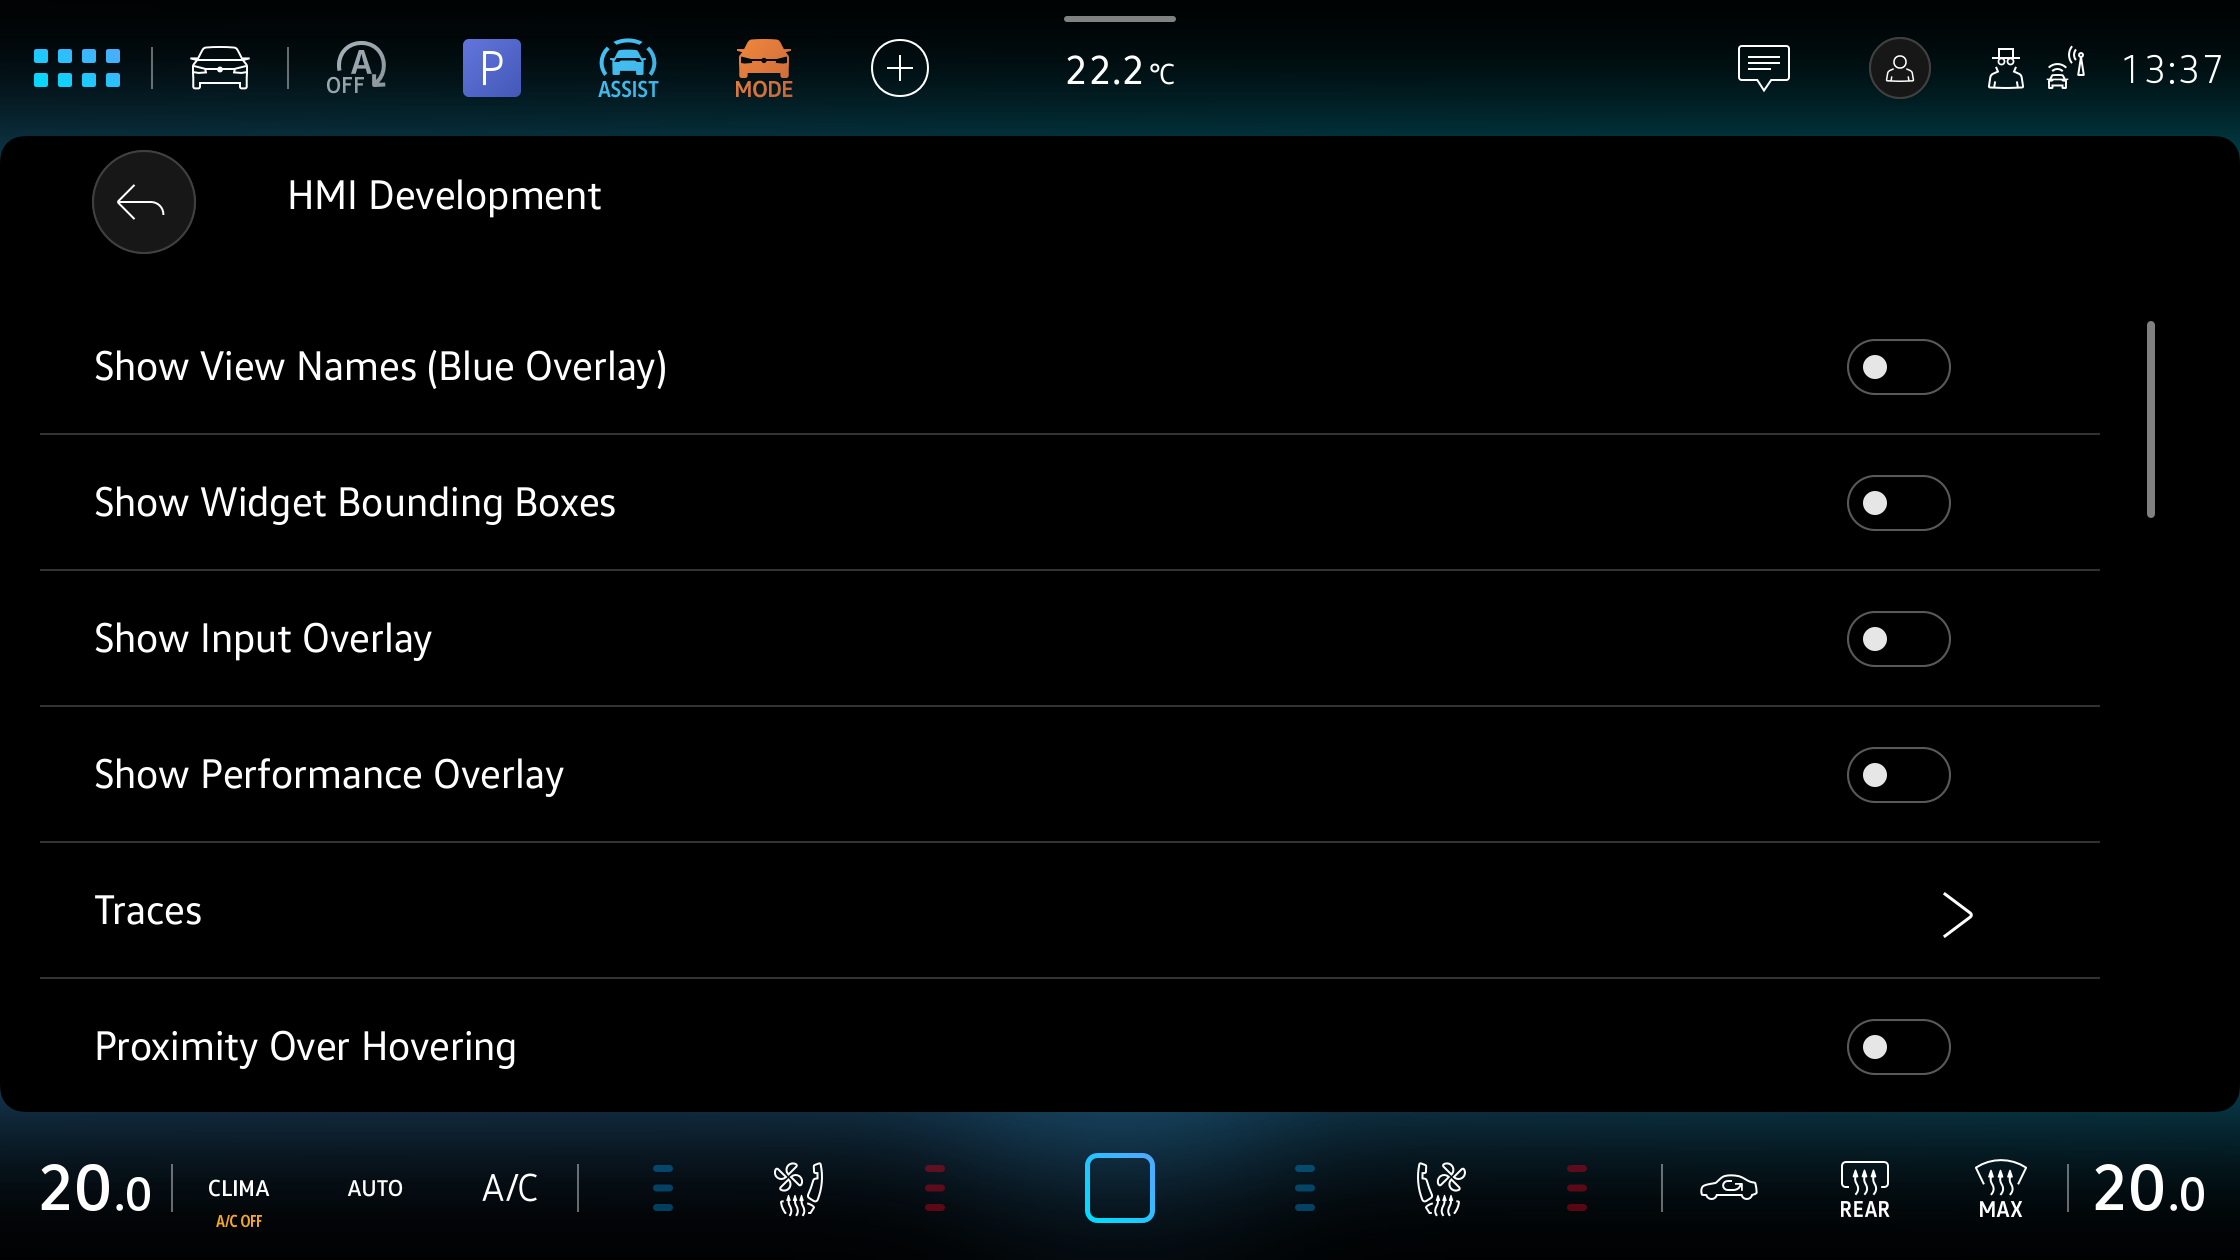 A
OFF
P
ASSIST
MODE
22.2 °C
13:37
HMI Development
Show View Names (Blue Overlay)
Show Widget Bounding Boxes
Show Input Overlay
Show Performance Overlay
Traces
Proximity Over Hovering
20.0
CLIMA
A/C OFF
AUTO
A/C
REAR
MAX
20.0